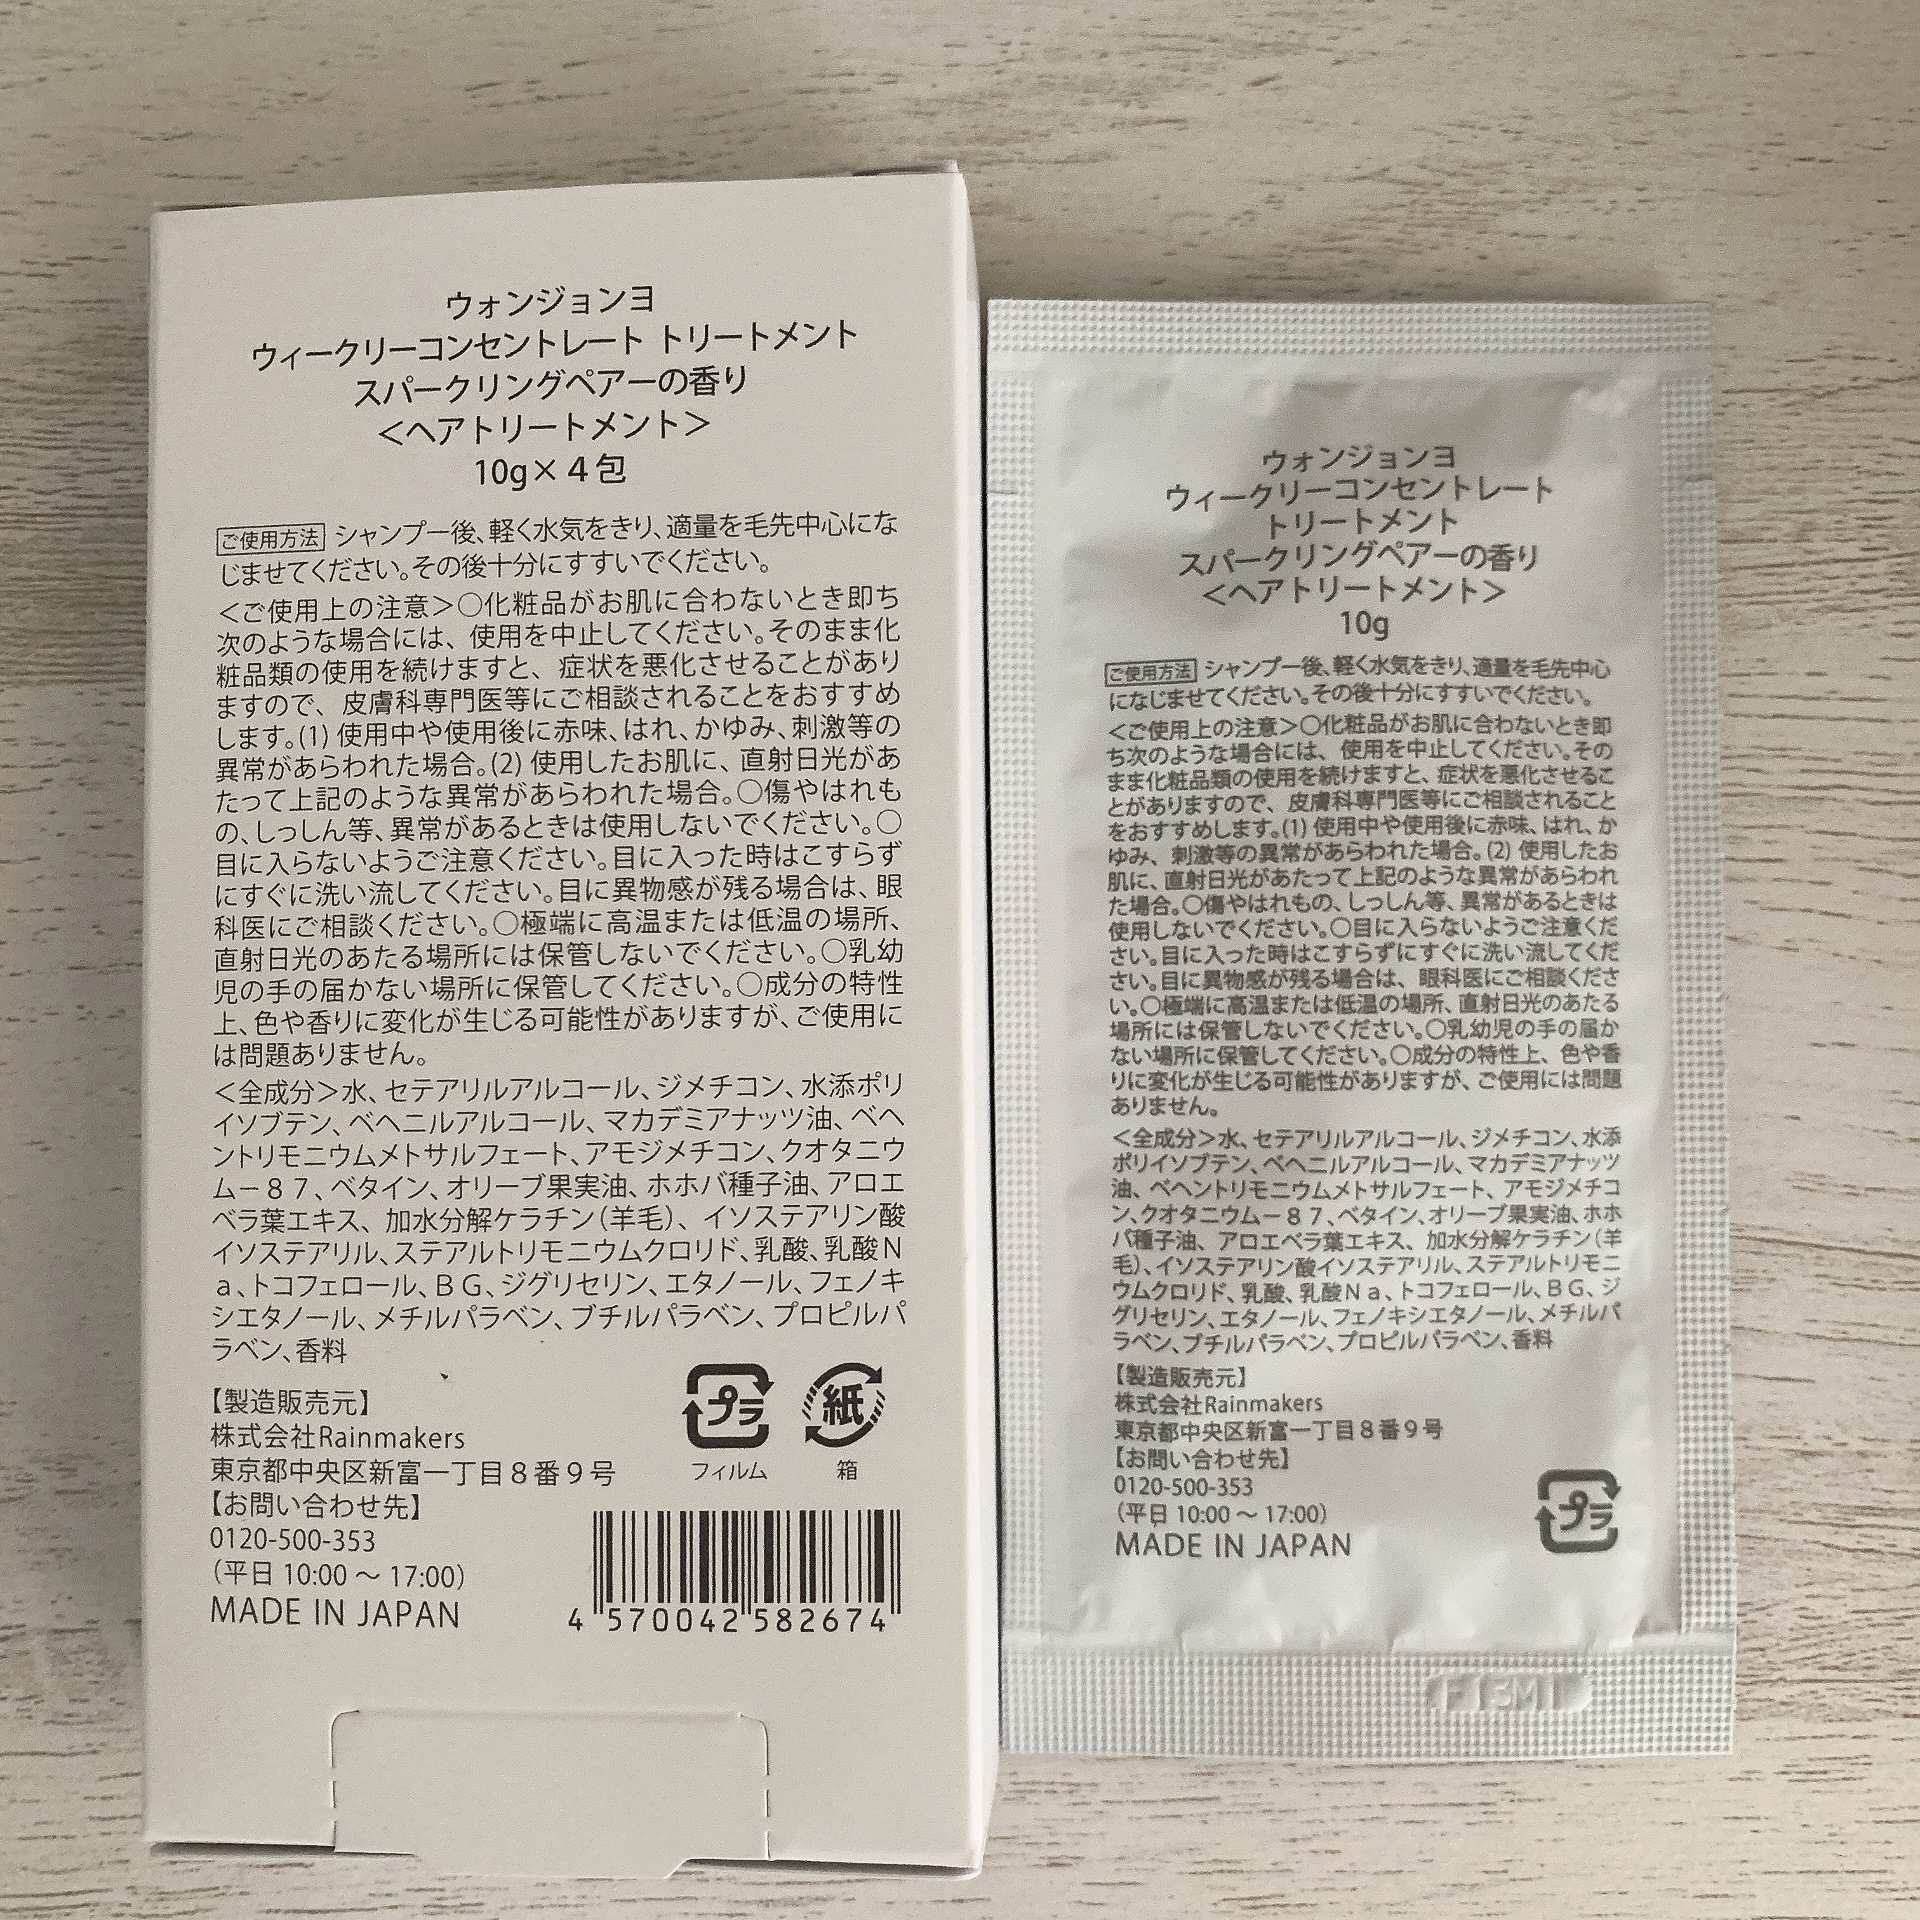 ウォンジョンヨ
ウィークリーコンセントレート トリートメント
スパークリングペアーの香り
＜ヘアトリートメント＞
10g×４包
ご使用方法 シャンプー後、軽く水気をきり、適量を毛先中心にな
じませてください。その後十分にすすいでください。
＜ご使用上の注意＞○化粧品がお肌に合わないとき即ち
次のような場合には、使用を中止してください。そのまま化
粧品類の使用を続けますと、症状を悪化させることがあり
ますので、皮膚科専門医等にご相談されることをおすすめ
します。(1) 使用中や使用後に赤味、はれ、かゆみ、刺激等の
異常があらわれた場合。(2) 使用したお肌に、直射日光があ
たって上記のような異常があらわれた場合。○傷やはれも
の、しっしん等、異常があるときは使用しないでください。○
目に入らないようご注意ください。目に入った時はこすらず
にすぐに洗い流してください。目に異物感が残る場合は、眼
科医にご相談ください。○極端に高温または低温の場所、
直射日光のあたる場所には保管しないでください。○乳幼
児の手の届かない場所に保管してください。○成分の特性
上、色や香りに変化が生じる可能性がありますが、ご使用に
は問題ありません。
＜全成分＞水、セテアリルアルコール、ジメチコン、水添ポリ
イソブテン、ベヘニルアルコール、マカデミアナッツ油、ベヘ
ントリモニウムメトサルフェート、アモジメチコン、クオタニウ
ム－８７、ベタイン、オリーブ果実油、ホホバ種子油、アロエ
ベラ葉エキス、加水分解ケラチン（羊毛）、イソステアリン酸
イソステアリル、ステアルトリモニウムクロリド、乳酸、乳酸Ｎ
ａ、トコフェロール、ＢＧ、ジグリセリン、エタノール、フェノキ
シエタノール、メチルパラベン、ブチルパラベン、プロピルパ
ラベン、香料
【製造販売元】
株式会社Rainmakers
東京都中央区新富一丁目８番９号
【お問い合わせ先】
0120-500-353
（平日 10:00 ～ 17:00）
MADE IN JAPAN
プラ
フィルム
紙
箱
4 570042 582674
ウォンジョンヨ
ウィークリーコンセントレート
トリートメント
スパークリングペアーの香り
＜ヘアトリートメント＞
10g
ご使用方法 シャンプー後、軽く水気をきり、適量を毛先中心
になじませてください。その後十分にすすいでください。
＜ご使用上の注意＞○化粧品がお肌に合わないとき即
ち次のような場合には、使用を中止してください。その
まま化粧品類の使用を続けますと、症状を悪化させるこ
とがありますので、皮膚科専門医等にご相談されること
をおすすめします。(1) 使用中や使用後に赤味、はれ、か
ゆみ、刺激等の異常があらわれた場合。(2) 使用したお
肌に、直射日光があたって上記のような異常があらわれ
た場合。○傷やはれもの、しっしん等、異常があるときは
使用しないでください。○目に入らないようご注意くだ
さい。目に入った時はこすらずにすぐに洗い流してくだ
さい。目に異物感が残る場合は、眼科医にご相談くださ
い。○極端に高温または低温の場所、直射日光のあたる
場所には保管しないでください。○乳幼児の手の届か
ない場所に保管してください。○成分の特性上、色や香
りに変化が生じる可能性がありますが、ご使用には問題
ありません。
＜全成分＞水、セテアリルアルコール、ジメチコン、水添
ポリイソブテン、ベヘニルアルコール、マカデミアナッツ
油、ベヘントリモニウムメトサルフェート、アモジメチコ
ン、クオタニウム－８７、ベタイン、オリーブ果実油、ホホ
バ種子油、アロエベラ葉エキス、加水分解ケラチン（羊
毛）、イソステアリン酸イソステアリル、ステアルトリモニ
ウムクロリド、乳酸、乳酸Ｎａ、トコフェロール、ＢＧ、ジ
グリセリン、エタノール、フェノキシエタノール、メチルパ
ラベン、ブチルパラベン、プロピルパラベン、香料
【製造販売元】
株式会社Rainmakers
東京都中央区新富一丁目８番９号
【お問い合わせ先】
0120-500-353
（平日 10:00 ～ 17:00）
MADE IN JAPAN
プラ